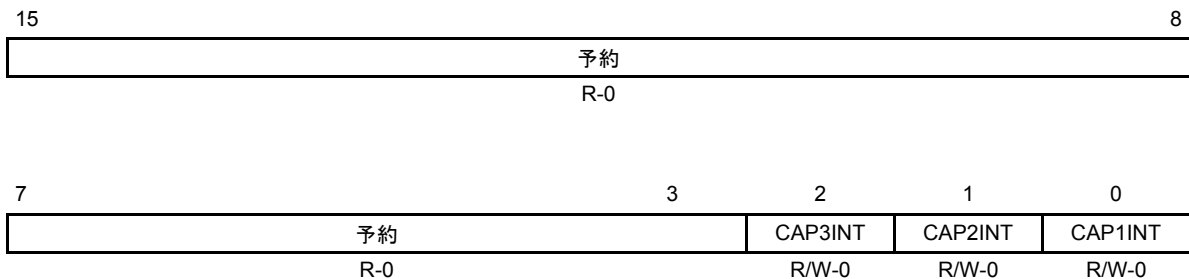 15 8
予約
R-0
7 3 2 1 0
予約 CAP3INT CAP2INT CAP1INT
R-0 R/W-0 R/W-0 R/W-0